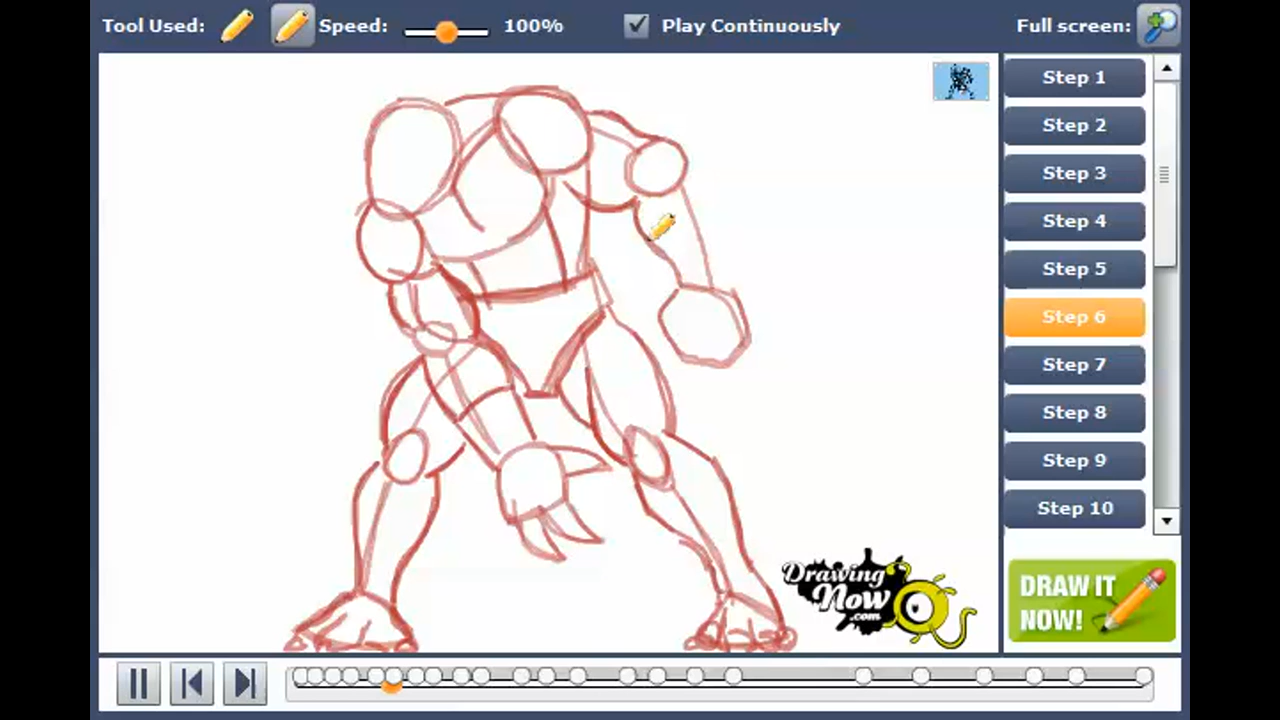 Tool Used:
Speed:
100%
Play Continuously
Full screen:
Step 1
Step 2
Step 3
Step 4
Step 5
Step 6
Step 7
Step 8
Step 9
Step 10
Drawing
Now
.com
DRAW IT
NOW!